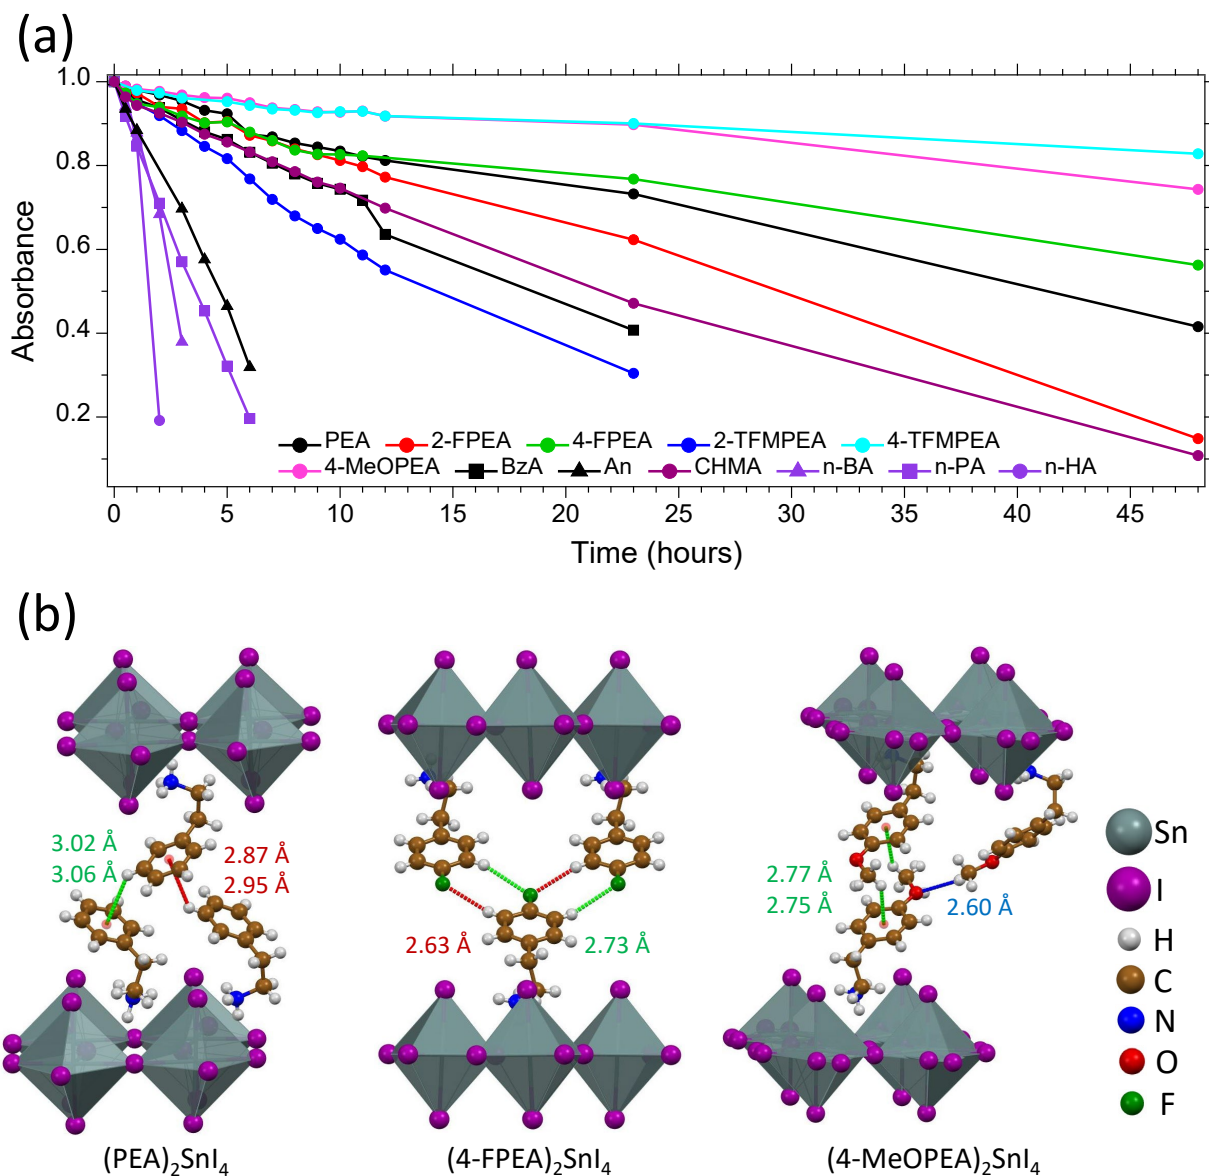 (a)
1.0
0.8
0.6
0.4
0.2
Absorbance
PEA 2-FPEA 4-FPEA 2-TFMPEA 4-TFMPEA
4-MeOPEA BzA An CHMA n-BA n-PA n-HA
0 5 10 15 20 25 30 35 40 45
Time (hours)
(b)
3.02 Å
3.06 Å
2.87 Å
2.95 Å
2.63 Å
2.73 Å
2.77 Å
2.75 Å
2.60 Å
Sn
I
H
C
N
O
F
(PEA)₂SnI₄
(4-FPEA)₂SnI₄
(4-MeOPEA)₂SnI₄